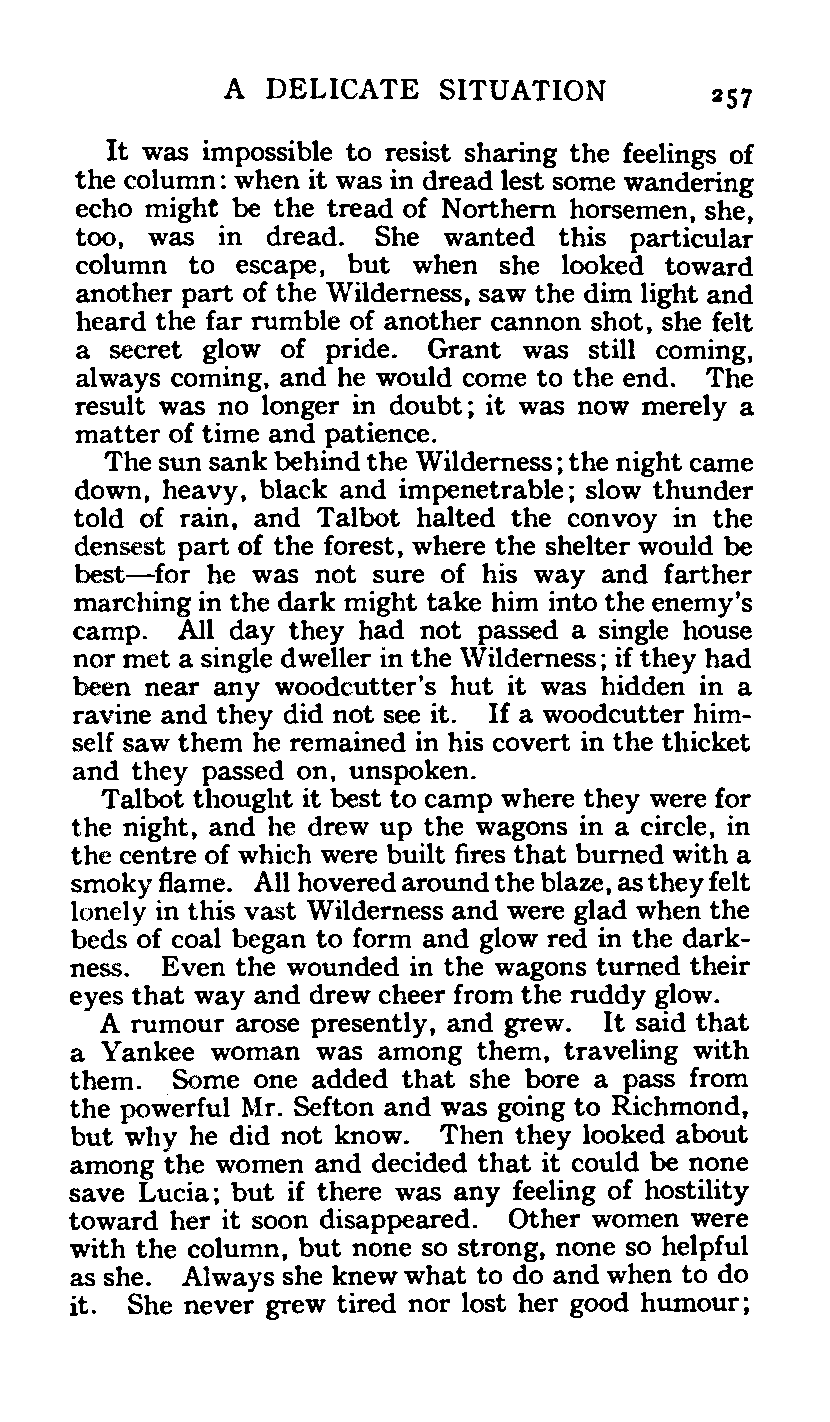 A DELICATE SITUATION 257
It was impossible to resist sharing the feelings of
the column: when it was in dread lest some wandering
echo might be the tread of Northern horsemen, she,
too, was in dread. She wanted this particular
column to escape, but when she looked toward
another part of the Wilderness, saw the dim light and
heard the far rumble of another cannon shot, she felt
a secret glow of pride. Grant was still coming,
always coming, and he would come to the end. The
result was no longer in doubt; it was now merely a
matter of time and patience.
The sun sank behind the Wilderness; the night came
down, heavy, black and impenetrable; slow thunder
told of rain, and Talbot halted the convoy in the
densest part of the forest, where the shelter would be
best—for he was not sure of his way and farther
marching in the dark might take him into the enemy's
camp. All day they had not passed a single house
nor met a single dweller in the Wilderness; if they had
been near any woodcutter's hut it was hidden in a
ravine and they did not see it. If a woodcutter him-
self saw them he remained in his covert in the thicket
and they passed on, unspoken.
Talbot thought it best to camp where they were for
the night, and he drew up the wagons in a circle, in
the centre of which were built fires that burned with a
smoky flame. All hovered around the blaze, as they felt
lonely in this vast Wilderness and were glad when the
beds of coal began to form and glow red in the dark-
ness. Even the wounded in the wagons turned their
eyes that way and drew cheer from the ruddy glow.
A rumour arose presently, and grew. It said that
a Yankee woman was among them, traveling with
them. Some one added that she bore a pass from
the powerful Mr. Sefton and was going to Richmond,
but why he did not know. Then they looked about
among the women and decided that it could be none
save Lucia; but if there was any feeling of hostility
toward her it soon disappeared. Other women were
with the column, but none so strong, none so helpful
as she. Always she knew what to do and when to do
it. She never grew tired nor lost her good humour;